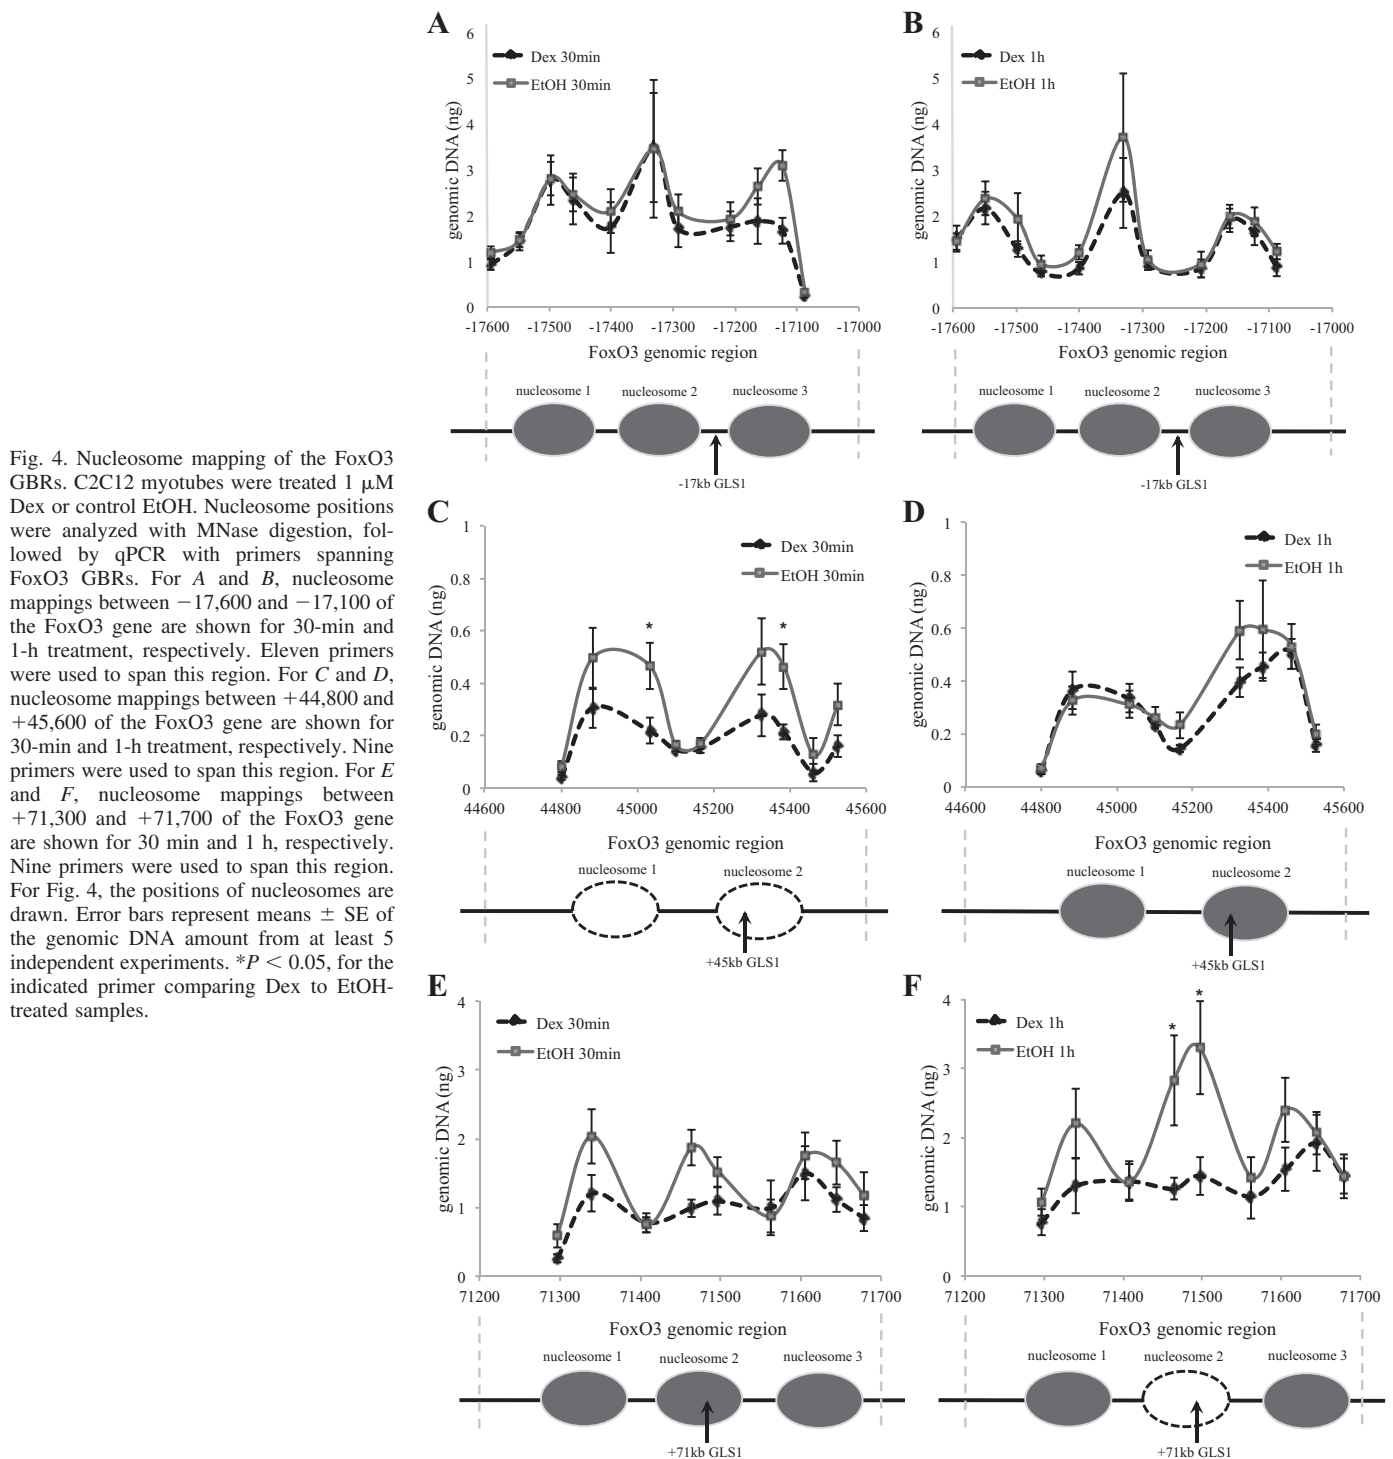 Fig. 4. Nucleosome mapping of the FoxO3
GBRs. C2C12 myotubes were treated 1 μM
Dex or control EtOH. Nucleosome positions
were analyzed with MNase digestion, fol-
lowed by qPCR with primers spanning
FoxO3 GBRs. For A and B, nucleosome
mappings between −17,600 and −17,100 of
the FoxO3 gene are shown for 30-min and
1-h treatment, respectively. Eleven primers
were used to span this region. For C and D,
nucleosome mappings between +44,800 and
+45,600 of the FoxO3 gene are shown for
30-min and 1-h treatment, respectively. Nine
primers were used to span this region. For E
and F, nucleosome mappings between
+71,300 and +71,700 of the FoxO3 gene
are shown for 30 min and 1 h, respectively.
Nine primers were used to span this region.
For Fig. 4, the positions of nucleosomes are
drawn. Error bars represent means ± SE of
the genomic DNA amount from at least 5
independent experiments. *P < 0.05, for the
indicated primer comparing Dex to EtOH-
treated samples.
A
Dex 30min
EtOH 30min
genomic DNA (ng)
6
5
4
3
2
1
0
-17600 -17500 -17400 -17300 -17200 -17100 -17000
FoxO3 genomic region
nucleosome 1 nucleosome 2 nucleosome 3
-17kb GLS1
B
Dex 1h
EtOH 1h
genomic DNA (ng)
6
5
4
3
2
1
0
-17600 -17500 -17400 -17300 -17200 -17100 -17000
FoxO3 genomic region
nucleosome 1 nucleosome 2 nucleosome 3
-17kb GLS1
C
Dex 30min
EtOH 30min
genomic DNA (ng)
1
0.8
0.6
0.4
0.2
0
* *
44600 44800 45000 45200 45400 45600
FoxO3 genomic region
nucleosome 1 nucleosome 2
+45kb GLS1
D
Dex 1h
EtOH 1h
genomic DNA (ng)
1
0.8
0.6
0.4
0.2
0
44600 44800 45000 45200 45400 45600
FoxO3 genomic region
nucleosome 1 nucleosome 2
+45kb GLS1
E
Dex 30min
EtOH 30min
genomic DNA (ng)
4
3
2
1
0
71200 71300 71400 71500 71600 71700
FoxO3 genomic region
nucleosome 1 nucleosome 2 nucleosome 3
+71kb GLS1
F
Dex 1h
EtOH 1h
genomic DNA (ng)
4
3
2
1
0
* *
71200 71300 71400 71500 71600 71700
FoxO3 genomic region
nucleosome 1 nucleosome 2 nucleosome 3
+71kb GLS1